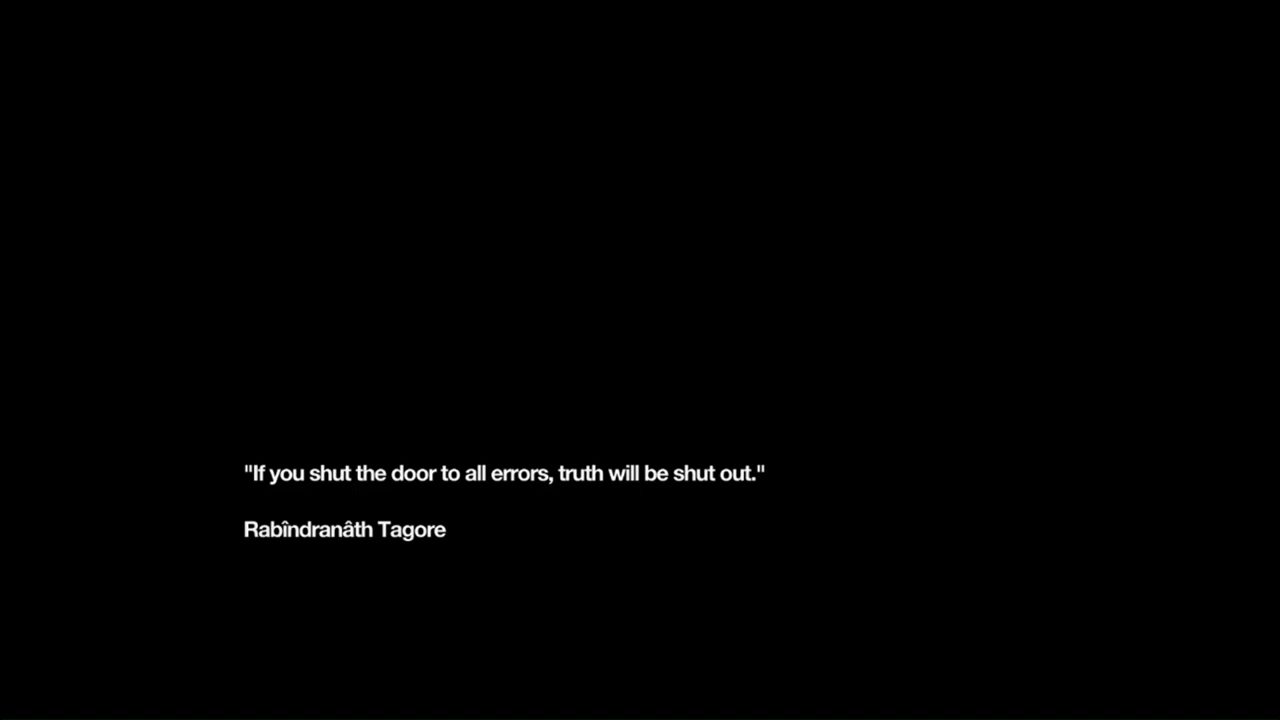 "If you shut the door to all errors, truth will be shut out."
Rabîndranâth Tagore